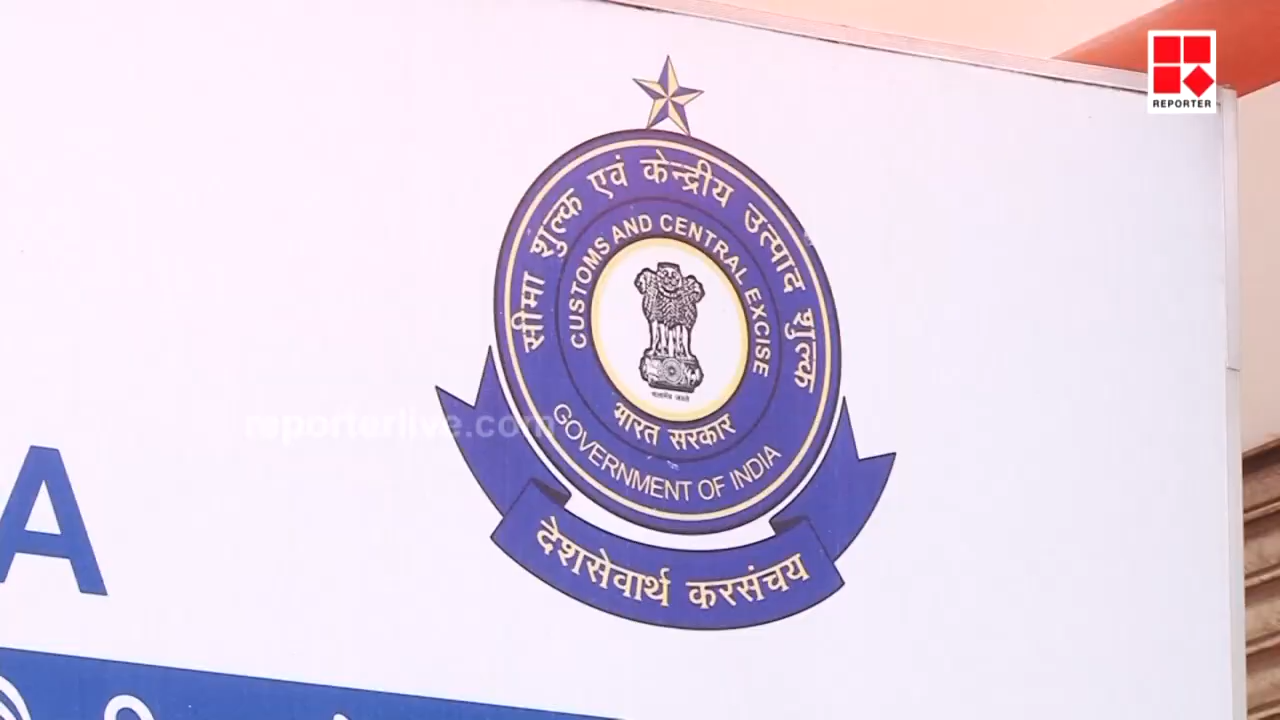 REPORTER
सीमा शुल्क एवं केन्द्रीय उत्पाद शुल्क
CUSTOMS AND CENTRAL EXCISE
सत्यमेव जयते
भारत सरकार
GOVERNMENT OF INDIA
reporterlive.com
देशसेवार्थ करसंचय
A